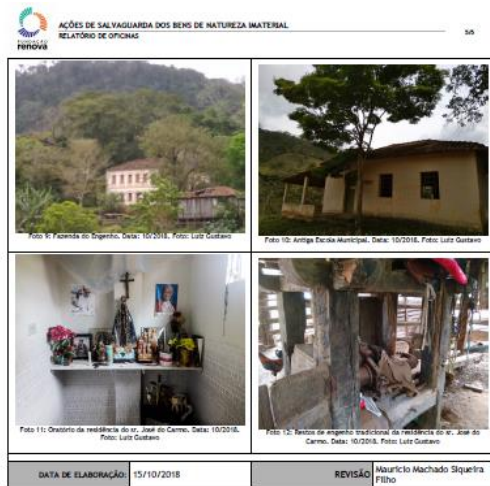 FUNDAÇÃO
renova
AÇÕES DE SALVAGUARDA DOS BENS DE NATUREZA IMATERIAL
RELATÓRIO DE OFICINAS
5/5
Foto 9: Fazenda do Engenho. Data: 10/2018. Foto: Luiz Gustavo
Foto 10: Antiga Escola Municipal. Data: 10/2018. Foto: Luiz Gustavo
Foto 11: Oratório da residência do sr. José do Carmo. Data: 10/2018.
Foto: Luiz Gustavo
Foto 12: Restos de engenho tradicional da residência do sr. José do
Carmo. Data: 10/2018. Foto: Luiz Gustavo
DATA DE ELABORAÇÃO: 15/10/2018
REVISÃO
Maurício Machado Siqueira
Filho